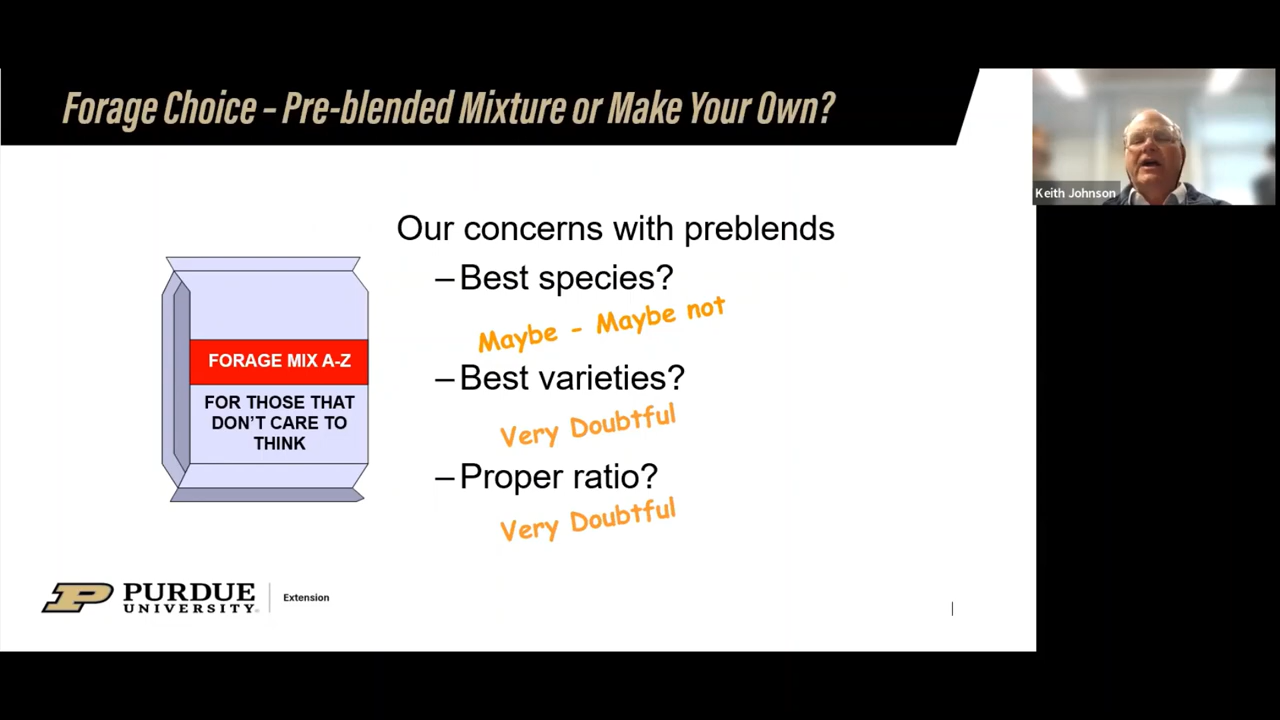 Forage Choice – Pre-blended Mixture or Make Your Own?
Keith Johnson
Our concerns with preblends
–Best species?
Maybe - Maybe not
–Best varieties?
Very Doubtful
–Proper ratio?
Very Doubtful
FORAGE MIX A-Z
FOR THOSE THAT
DON'T CARE TO
THINK
PURDUE
UNIVERSITY
Extension